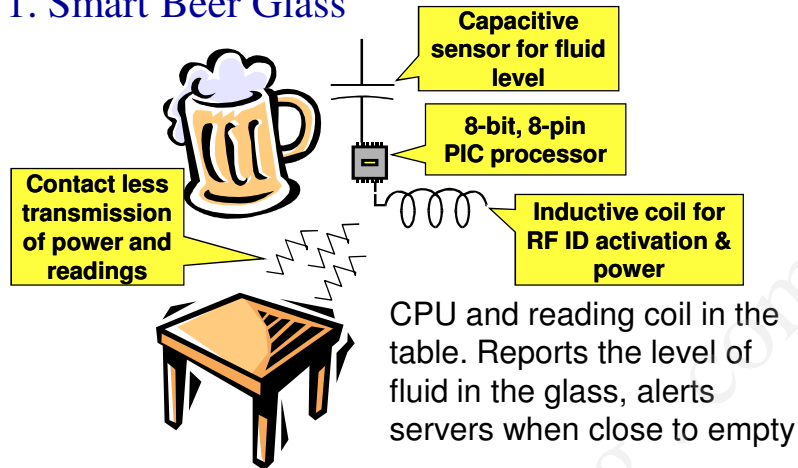 1. Smart Beer Glass
Capacitive
sensor for fluid
level
8-bit, 8-pin
PIC processor
Contact less
transmission
of power and
readings
Inductive coil for
RF ID activation &
power
CPU and reading coil in the
table. Reports the level of
fluid in the glass, alerts
servers when close to empty